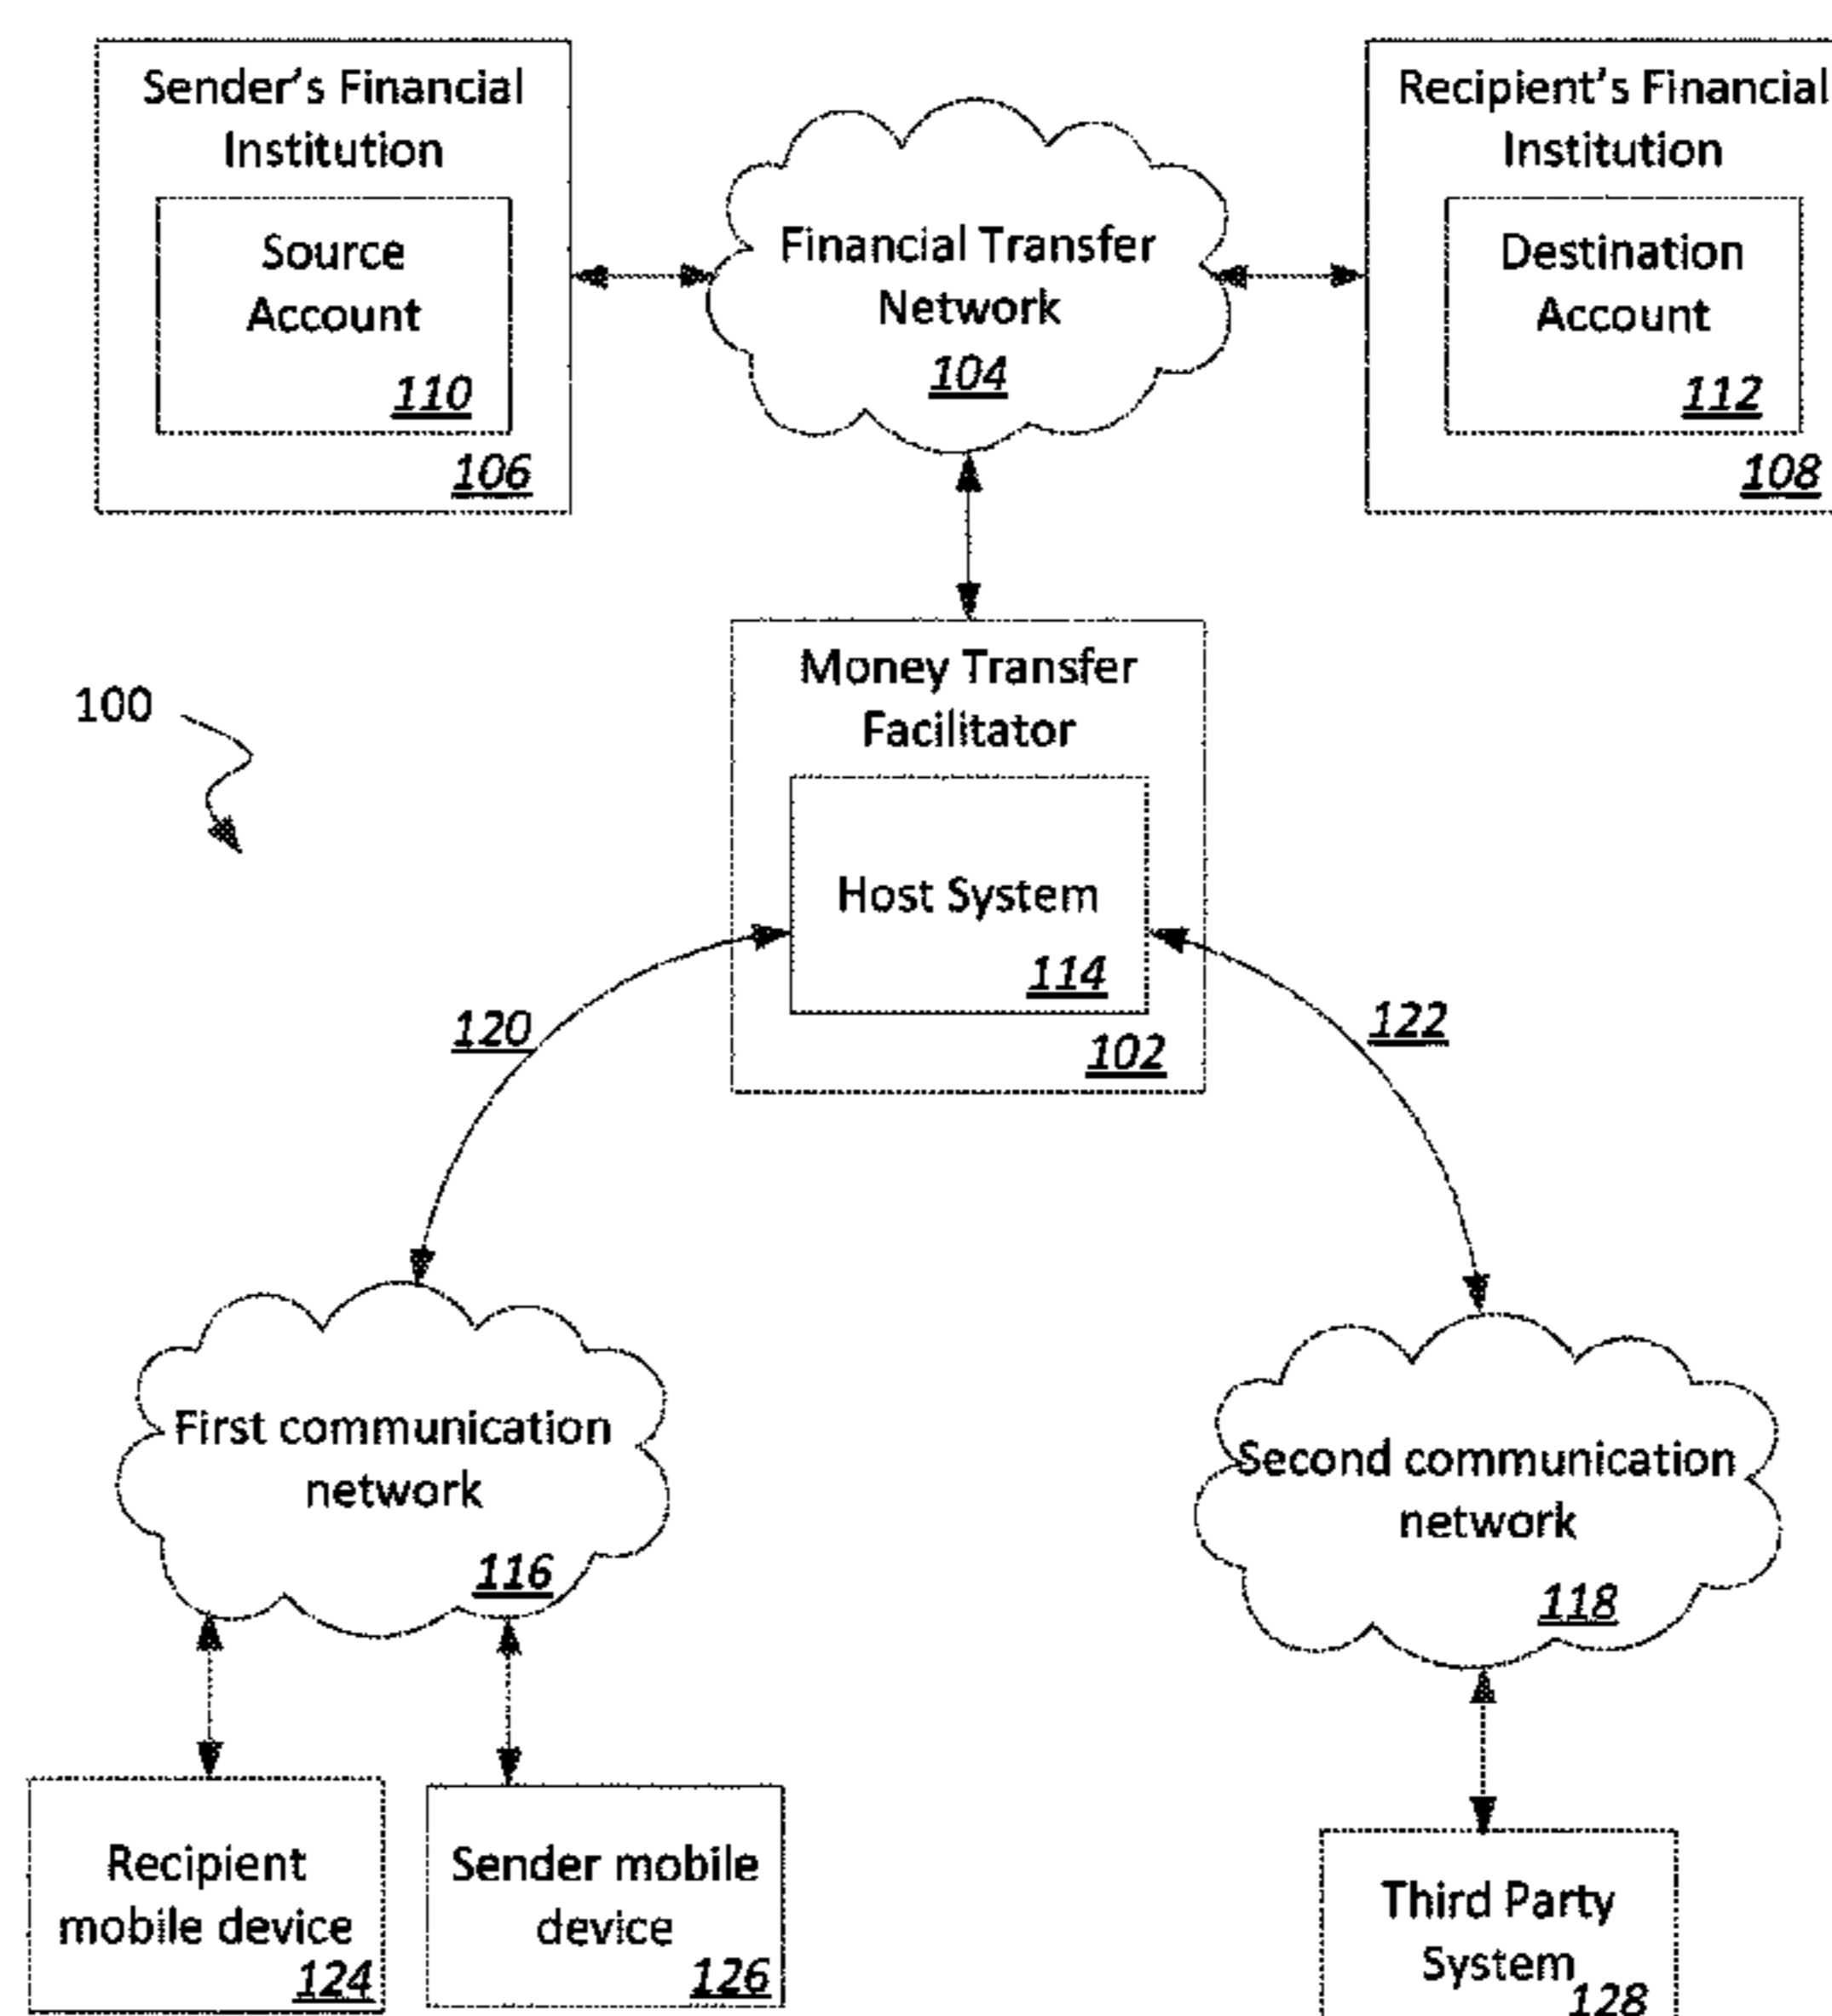 Sender's Financial
Institution
Source
Account
110
106
Financial Transfer
Network
104
Recipient's Financial
Institution
Destination
Account
112
108
100
Money Transfer
Facilitator
Host System
114
102
120
122
First communication
network
116
Second communication
network
118
Recipient
mobile device
124
Sender mobile
device
126
Third Party
System
128